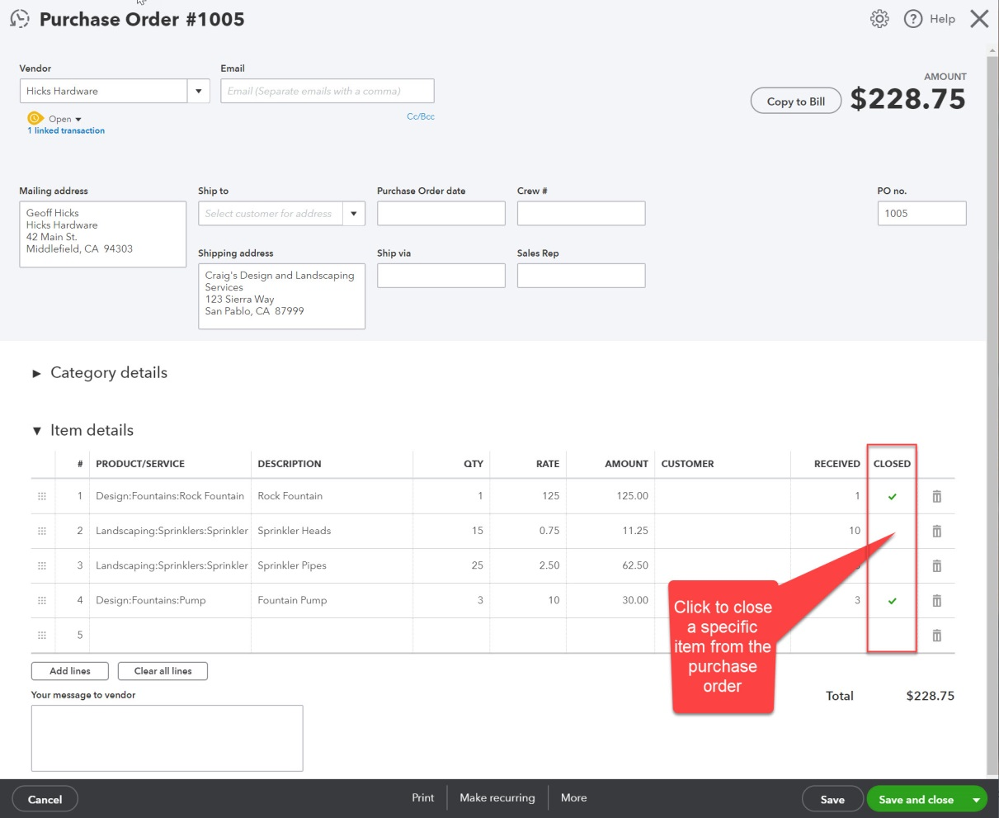 Purchase Order #1005
Help
Vendor
Email
Hicks Hardware
Email (Separate emails with a comma)
Open
Cc/Bcc
1 linked transaction
Copy to Bill
AMOUNT
$228.75
Mailing address
Ship to
Purchase Order date
Crew #
PO no.
Geoff Hicks
Hicks Hardware
42 Main St.
Middlefield, CA 94303
Select customer for address
1005
Shipping address
Ship via
Sales Rep
Craig's Design and Landscaping
Services
123 Sierra Way
San Pablo, CA 87999
Category details
Item details
# PRODUCT/SERVICE DESCRIPTION QTY RATE AMOUNT CUSTOMER RECEIVED CLOSED
1 Design:Fountains:Rock Fountain Rock Fountain 1 125 125.00 1
2 Landscaping:Sprinklers:Sprinkler Sprinkler Heads 15 0.75 11.25 10
3 Landscaping:Sprinklers:Sprinkler Sprinkler Pipes 25 2.50 62.50
4 Design:Fountains:Pump Fountain Pump 3 10 30.00 3
5
Click to close
a specific
item from the
purchase
order
Add lines
Clear all lines
Your message to vendor
Total $228.75
Cancel
Print
Make recurring
More
Save
Save and close